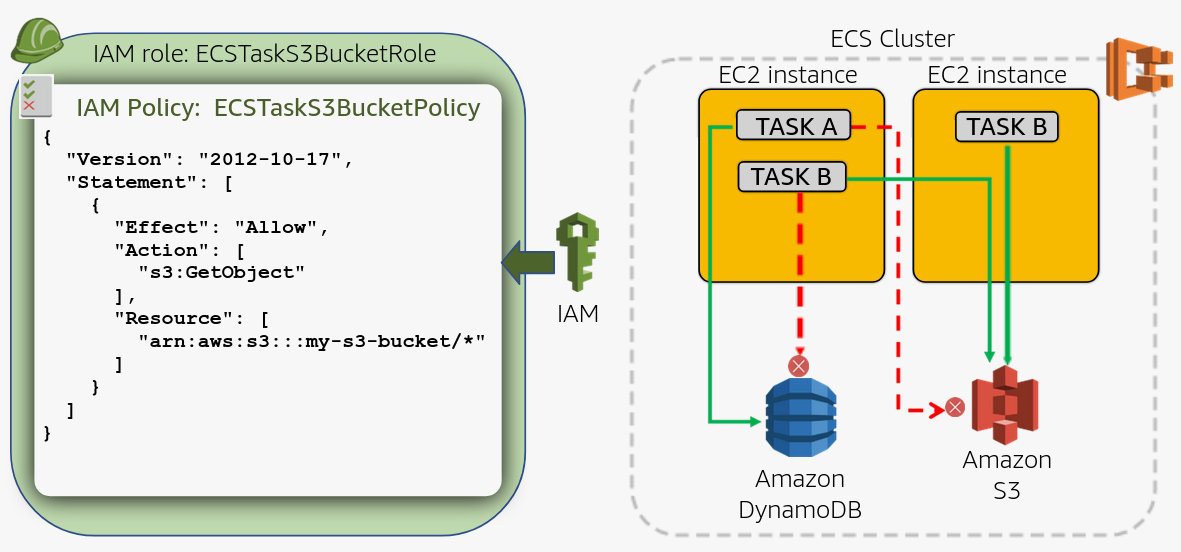 IAM role: ECSTaskS3BucketRole
IAM Policy:  ECSTaskS3BucketPolicy
{
  "Version": "2012-10-17",
  "Statement": [
    {
      "Effect": "Allow",
      "Action": [
        "s3:GetObject"
      ],
      "Resource": [
        "arn:aws:s3:::my-s3-bucket/*"
      ]
    }
  ]
}
IAM
ECS Cluster
EC2 instance
TASK A
TASK B
EC2 instance
TASK B
Amazon
DynamoDB
Amazon
S3